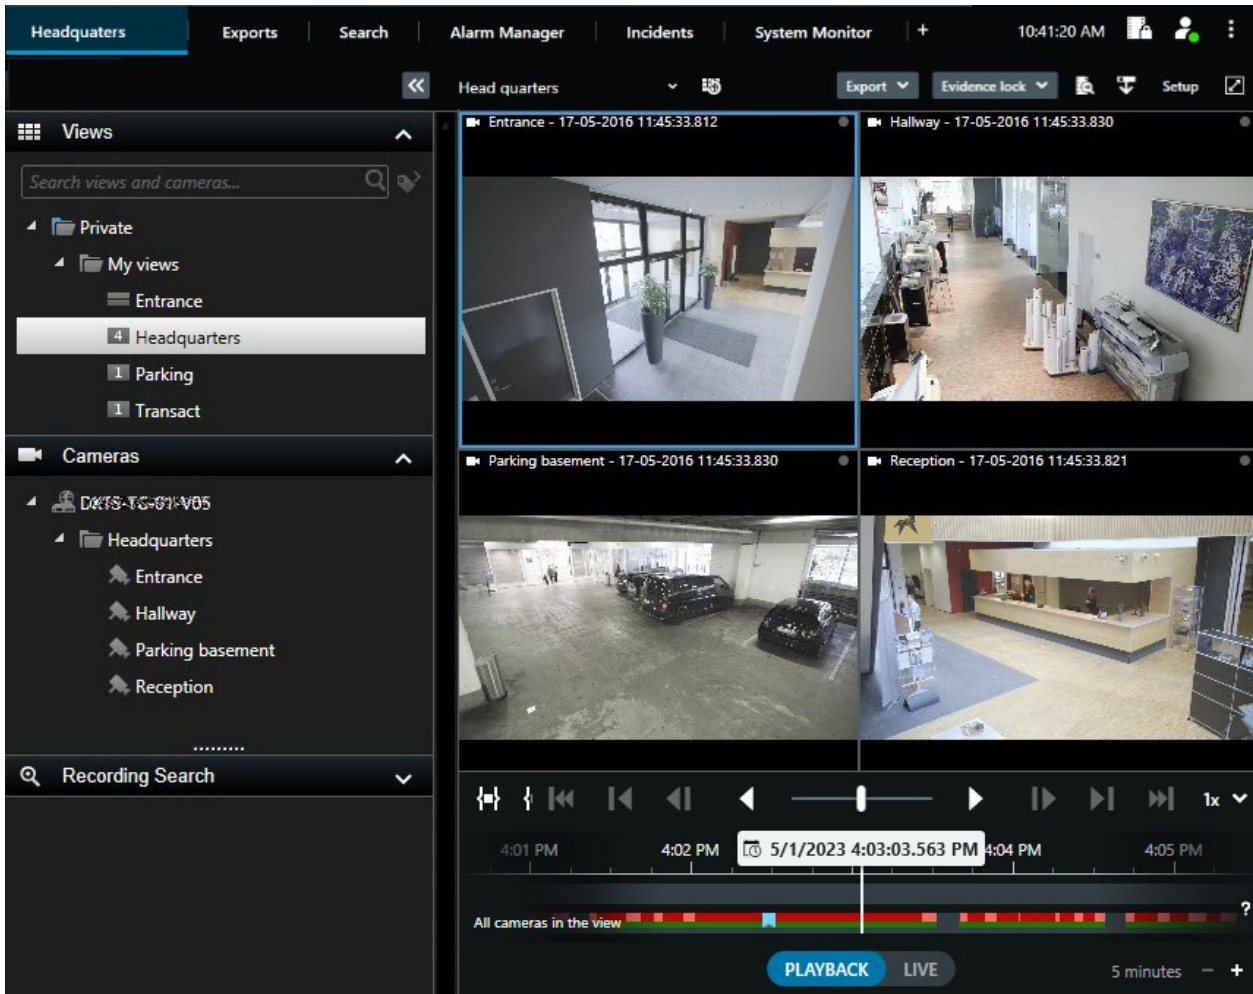 Headquaters Exports Search Alarm Manager Incidents System Monitor + 10:41:20 AM
Head quarters Export Evidence lock Setup
Views
Search views and cameras...
Private
My views
Entrance
4 Headquarters
1 Parking
1 Transact
Cameras
Headquarters
Entrance
Hallway
Parking basement
Reception
Recording Search
Entrance - 17-05-2016 11:45:33.812
Hallway - 17-05-2016 11:45:33.830
Parking basement - 17-05-2016 11:45:33.830
Reception - 17-05-2016 11:45:33.821
1x
4:01 PM 4:02 PM 5/1/2023 4:03:03.563 PM 4:04 PM 4:05 PM
All cameras in the view ?
PLAYBACK LIVE 5 minutes − +